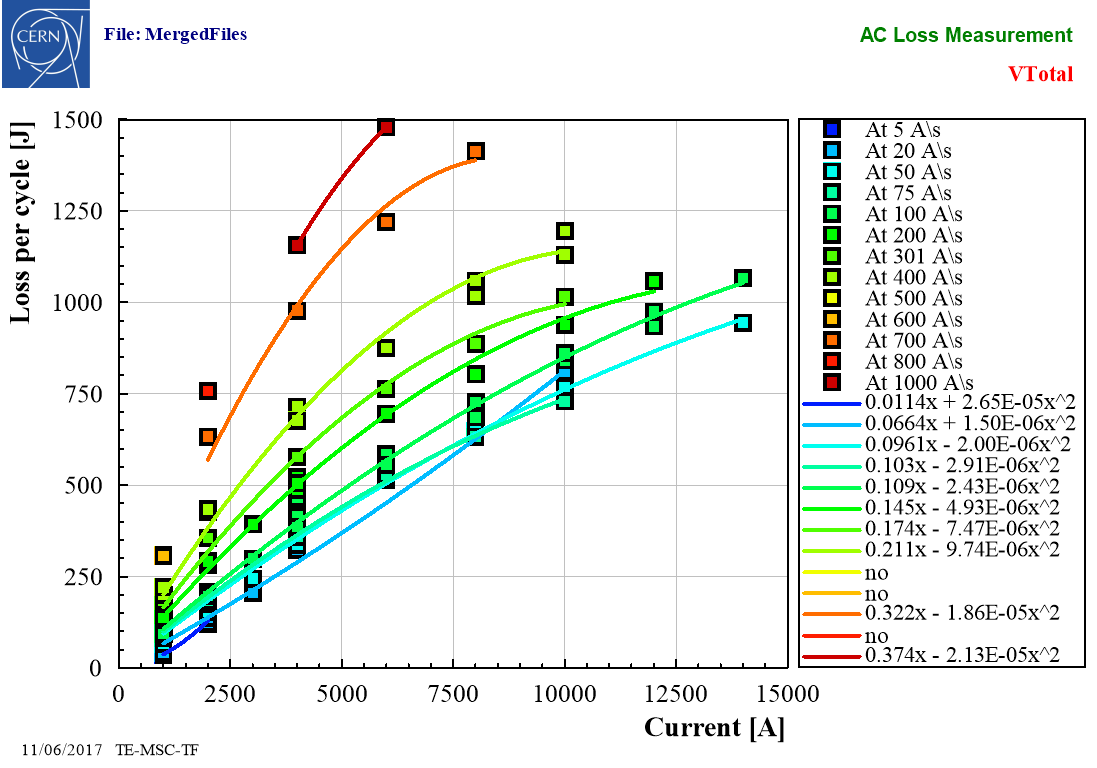 CERN
File: MergedFiles
AC Loss Measurement
VTotal
Loss per cycle [J]
1500
1250
1000
750
500
250
0
0
2500
5000
7500
10000
12500
15000
Current [A]
At 5 A\s
At 20 A\s
At 50 A\s
At 75 A\s
At 100 A\s
At 200 A\s
At 301 A\s
At 400 A\s
At 500 A\s
At 600 A\s
At 700 A\s
At 800 A\s
At 1000 A\s
0.0114x + 2.65E-05x^2
0.0664x + 1.50E-06x^2
0.0961x - 2.00E-06x^2
0.103x - 2.91E-06x^2
0.109x - 2.43E-06x^2
0.145x - 4.93E-06x^2
0.174x - 7.47E-06x^2
0.211x - 9.74E-06x^2
no
no
0.322x - 1.86E-05x^2
no
0.374x - 2.13E-05x^2
11/06/2017 TE-MSC-TF